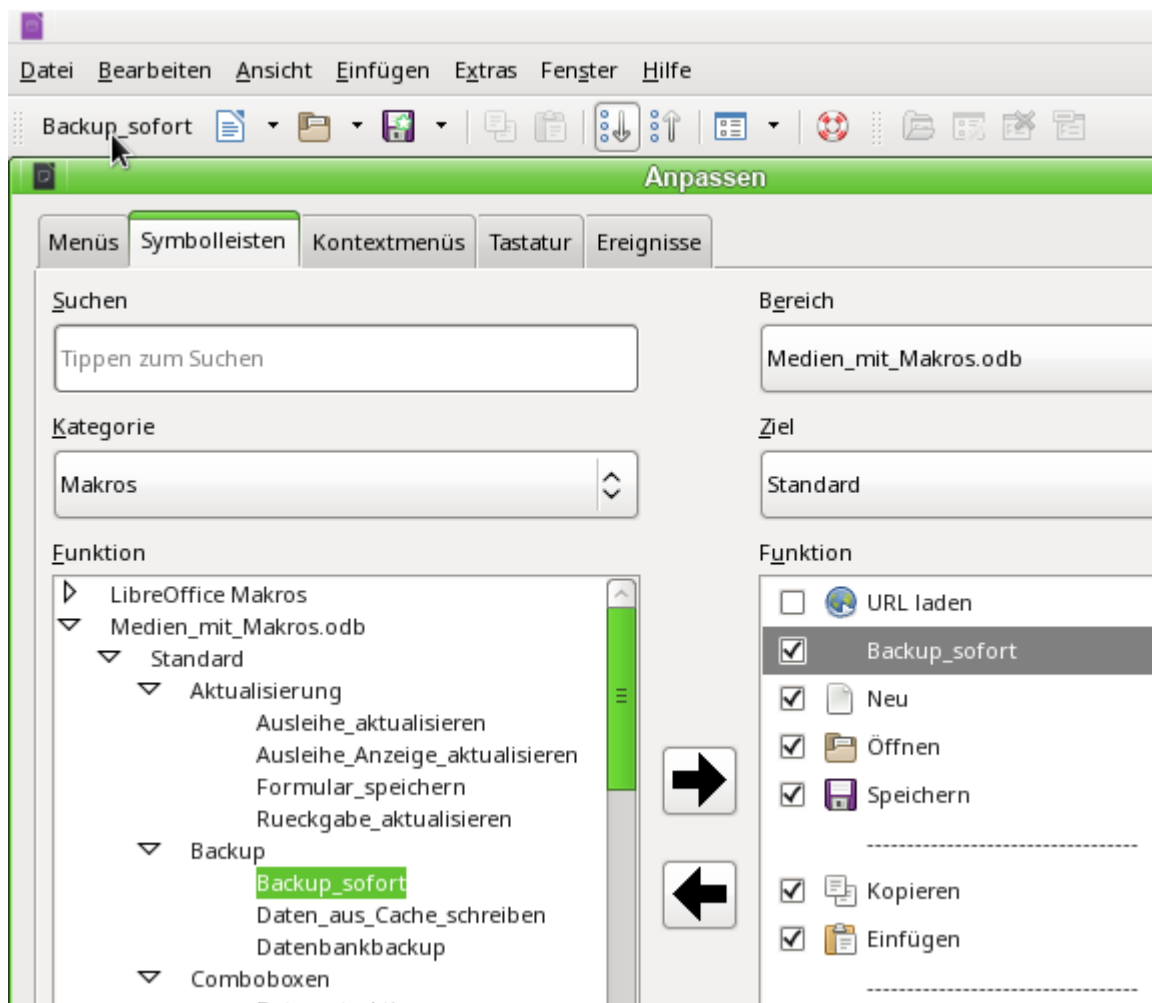 Datei Bearbeiten Ansicht Einfügen Extras Fenster Hilfe
Backup_sofort
Anpassen
Menüs Symbolleisten Kontextmenüs Tastatur Ereignisse
Suchen
Tippen zum Suchen
Kategorie
Makros
Funktion
LibreOffice Makros
Medien_mit_Makros.odb
Standard
Aktualisierung
Ausleihe_aktualisieren
Ausleihe_Anzeige_aktualisieren
Formular_speichern
Rueckgabe_aktualisieren
Backup
Backup_sofort
Daten_aus_Cache_schreiben
Datenbankbackup
Comboboxen
Bereich
Medien_mit_Makros.odb
Ziel
Standard
Funktion
URL laden
Backup_sofort
Neu
Öffnen
Speichern
--------------------------------
Kopieren
Einfügen
--------------------------------